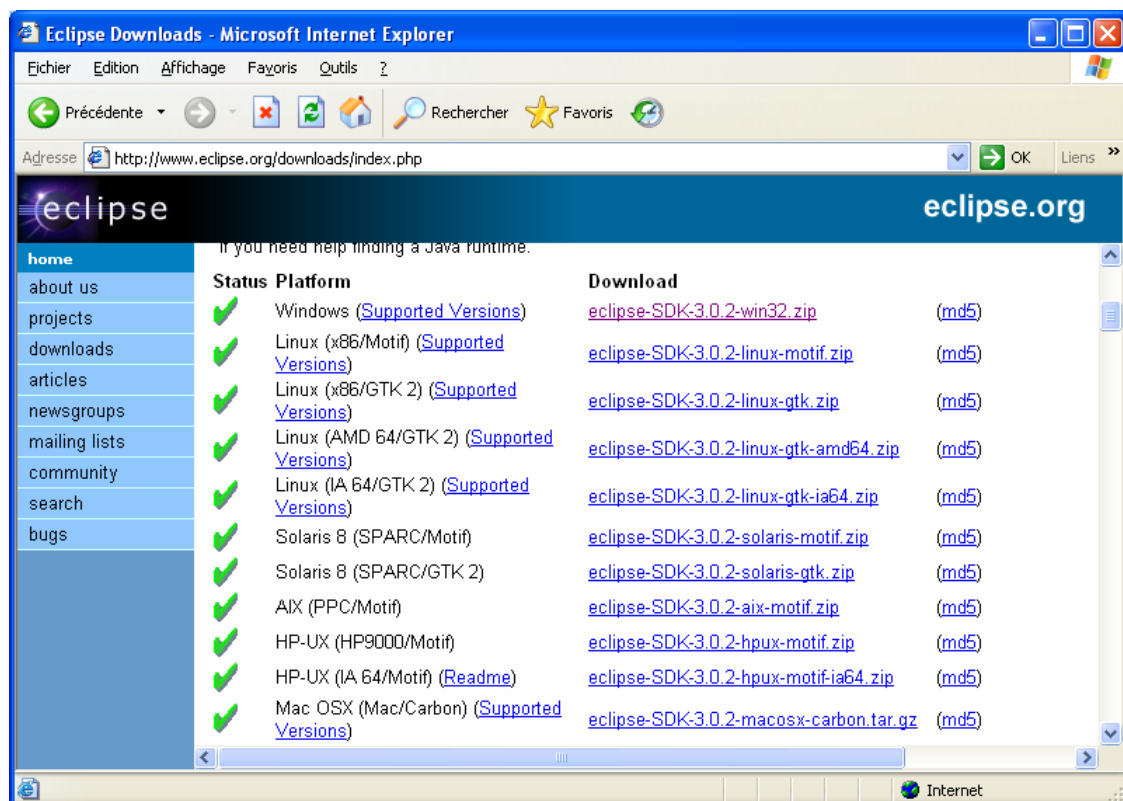 Eclipse Downloads - Microsoft Internet Explorer
Fichier Edition Affichage Favoris Outils ?
Précédente Rechercher Favoris
Adresse http://www.eclipse.org/downloads/index.php OK Liens »
eclipse eclipse.org
home
about us
projects
downloads
articles
newsgroups
mailing lists
community
search
bugs
If you need help finding a Java runtime.
Status Platform Download
Windows (Supported Versions) eclipse-SDK-3.0.2-win32.zip (md5)
Linux (x86/Motif) (Supported
Versions) eclipse-SDK-3.0.2-linux-motif.zip (md5)
Linux (x86/GTK 2) (Supported
Versions) eclipse-SDK-3.0.2-linux-gtk.zip (md5)
Linux (AMD 64/GTK 2) (Supported
Versions) eclipse-SDK-3.0.2-linux-gtk-amd64.zip (md5)
Linux (IA 64/GTK 2) (Supported
Versions) eclipse-SDK-3.0.2-linux-gtk-ia64.zip (md5)
Solaris 8 (SPARC/Motif) eclipse-SDK-3.0.2-solaris-motif.zip (md5)
Solaris 8 (SPARC/GTK 2) eclipse-SDK-3.0.2-solaris-gtk.zip (md5)
AIX (PPC/Motif) eclipse-SDK-3.0.2-aix-motif.zip (md5)
HP-UX (HP9000/Motif) eclipse-SDK-3.0.2-hpux-motif.zip (md5)
HP-UX (IA 64/Motif) (Readme) eclipse-SDK-3.0.2-hpux-motif-ia64.zip (md5)
Mac OSX (Mac/Carbon) (Supported
Versions) eclipse-SDK-3.0.2-macosx-carbon.tar.gz (md5)
Internet